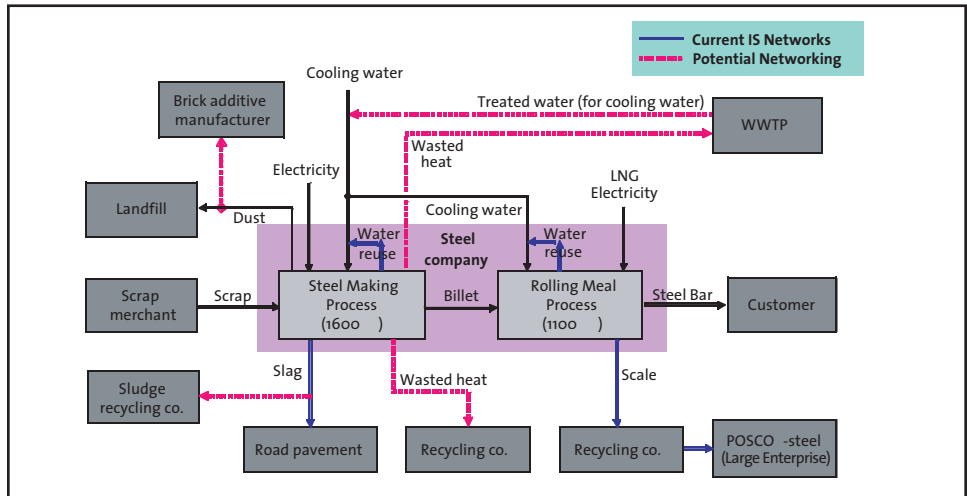 Current IS Networks
Potential Networking
Cooling water
Brick additive
manufacturer
Treated water (for cooling water)
WWTP
Wasted
heat
Electricity
LNG
Electricity
Landfill
Dust
Cooling water
Water
reuse
Steel
company
Water
reuse
Scrap
merchant
Scrap
Steel Making
Process
(1600 )
Billet
Rolling Meal
Process
(1100 )
Steel Bar
Customer
Slag
Wasted heat
Scale
Sludge
recycling co.
Road pavement
Recycling co.
Recycling co.
POSCO -steel
(Large Enterprise)